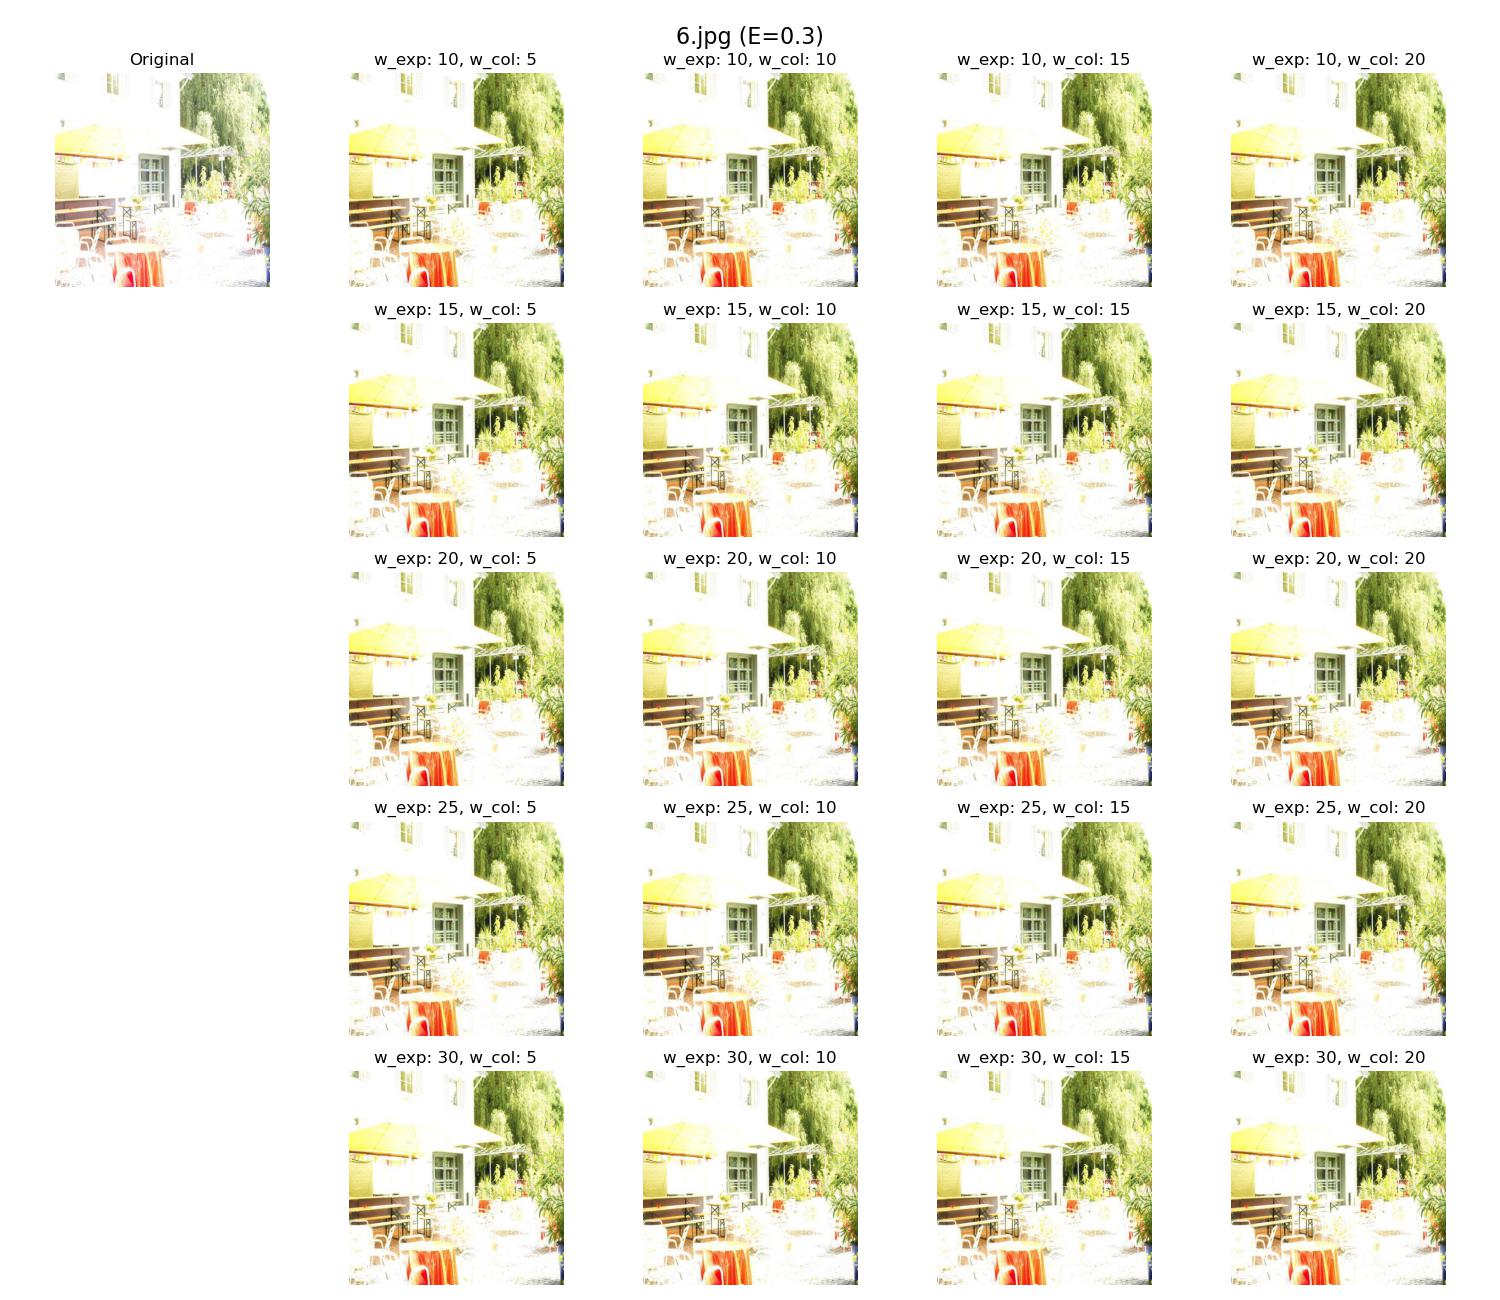 6.jpg (E=0.3)
Original
w_exp: 10, w_col: 5
w_exp: 10, w_col: 10
w_exp: 10, w_col: 15
w_exp: 10, w_col: 20
w_exp: 15, w_col: 5
w_exp: 15, w_col: 10
w_exp: 15, w_col: 15
w_exp: 15, w_col: 20
w_exp: 20, w_col: 5
w_exp: 20, w_col: 10
w_exp: 20, w_col: 15
w_exp: 20, w_col: 20
w_exp: 25, w_col: 5
w_exp: 25, w_col: 10
w_exp: 25, w_col: 15
w_exp: 25, w_col: 20
w_exp: 30, w_col: 5
w_exp: 30, w_col: 10
w_exp: 30, w_col: 15
w_exp: 30, w_col: 20